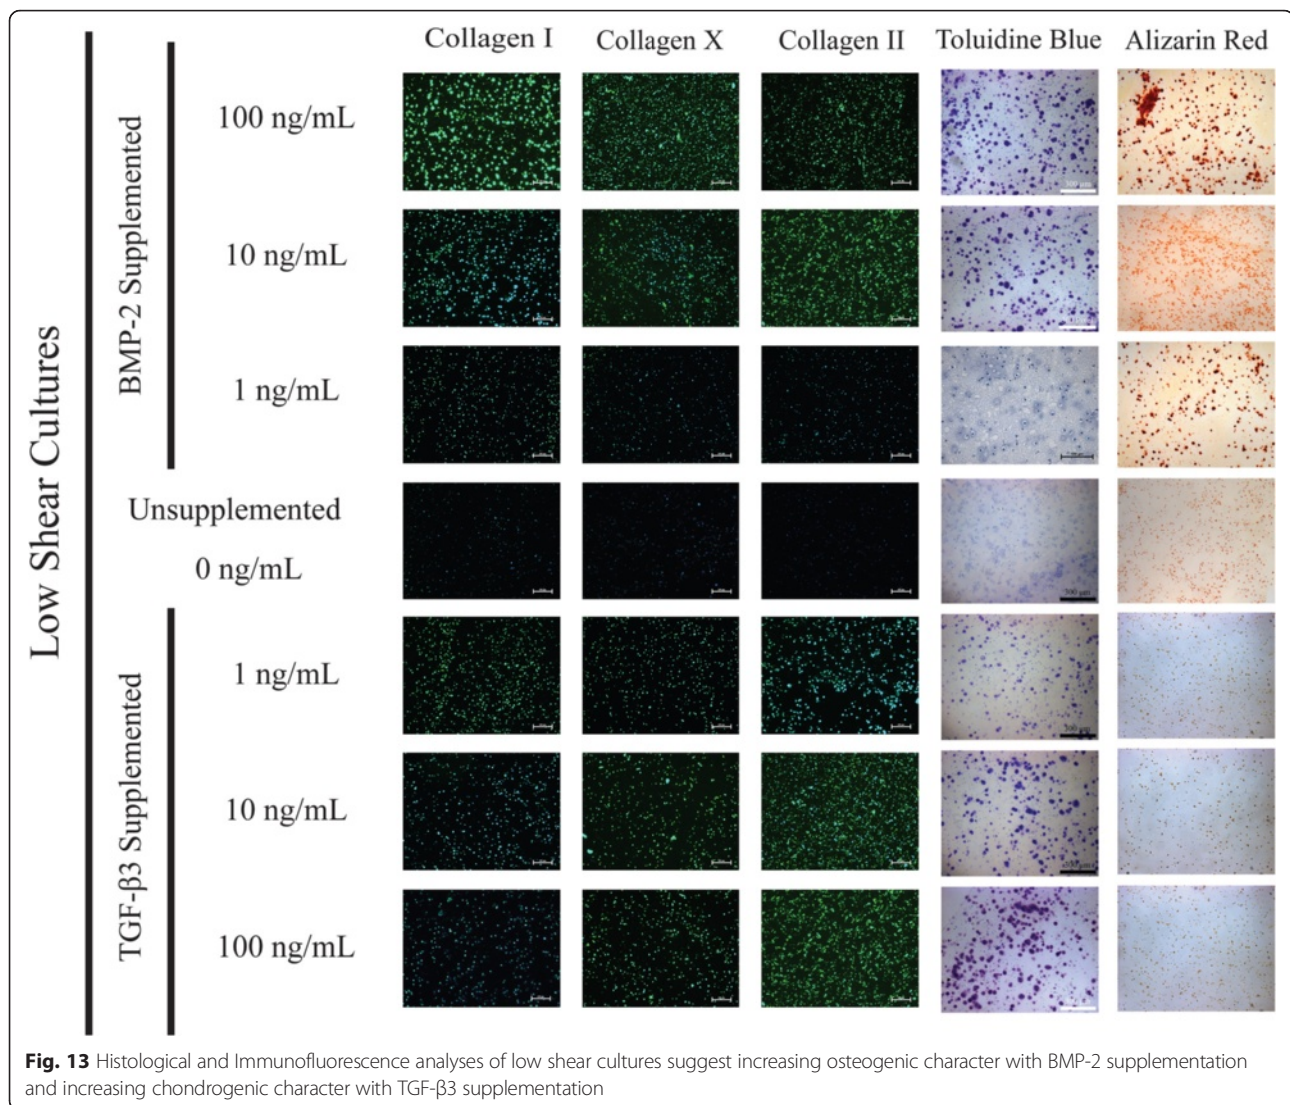 Collagen I Collagen X Collagen II Toluidine Blue Alizarin Red
Low Shear Cultures
BMP-2 Supplemented
100 ng/mL
10 ng/mL
1 ng/mL
Unsupplemented
0 ng/mL
TGF-β3 Supplemented
1 ng/mL
10 ng/mL
100 ng/mL
Fig. 13 Histological and Immunofluorescence analyses of low shear cultures suggest increasing osteogenic character with BMP-2 supplementation
and increasing chondrogenic character with TGF-β3 supplementation